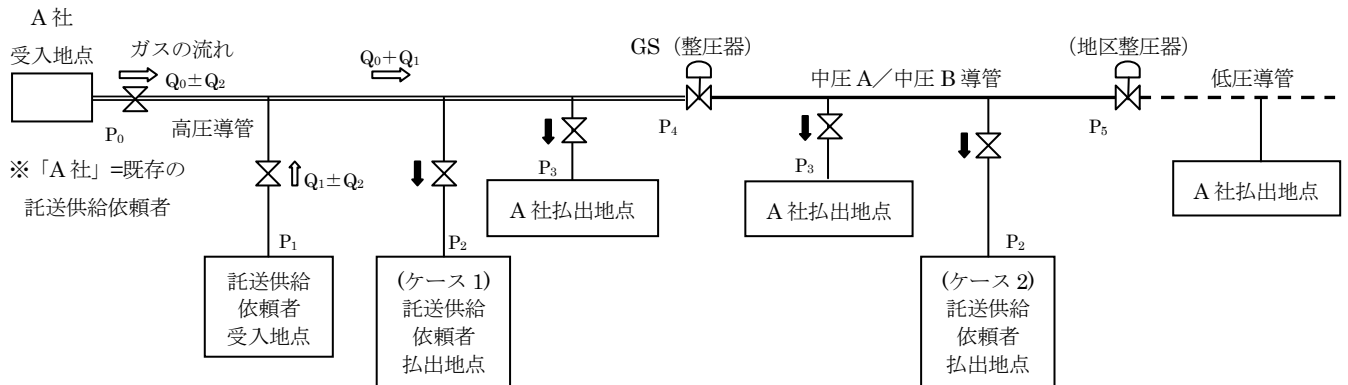 A 社
受入地点
ガスの流れ
Q₀±Q₂
Q₀+Q₁
GS（整圧器）
（地区整圧器）
中圧 A／中圧 B 導管
低圧導管
P₀
高圧導管
P₄
P₅
※「A 社」=既存の
託送供給依頼者
Q₁±Q₂
P₃
A 社払出地点
P₃
A 社払出地点
A 社払出地点
P₁
託送供給
依頼者
受入地点
P₂
(ケース 1)
託送供給
依頼者
払出地点
P₂
(ケース 2)
託送供給
依頼者
払出地点